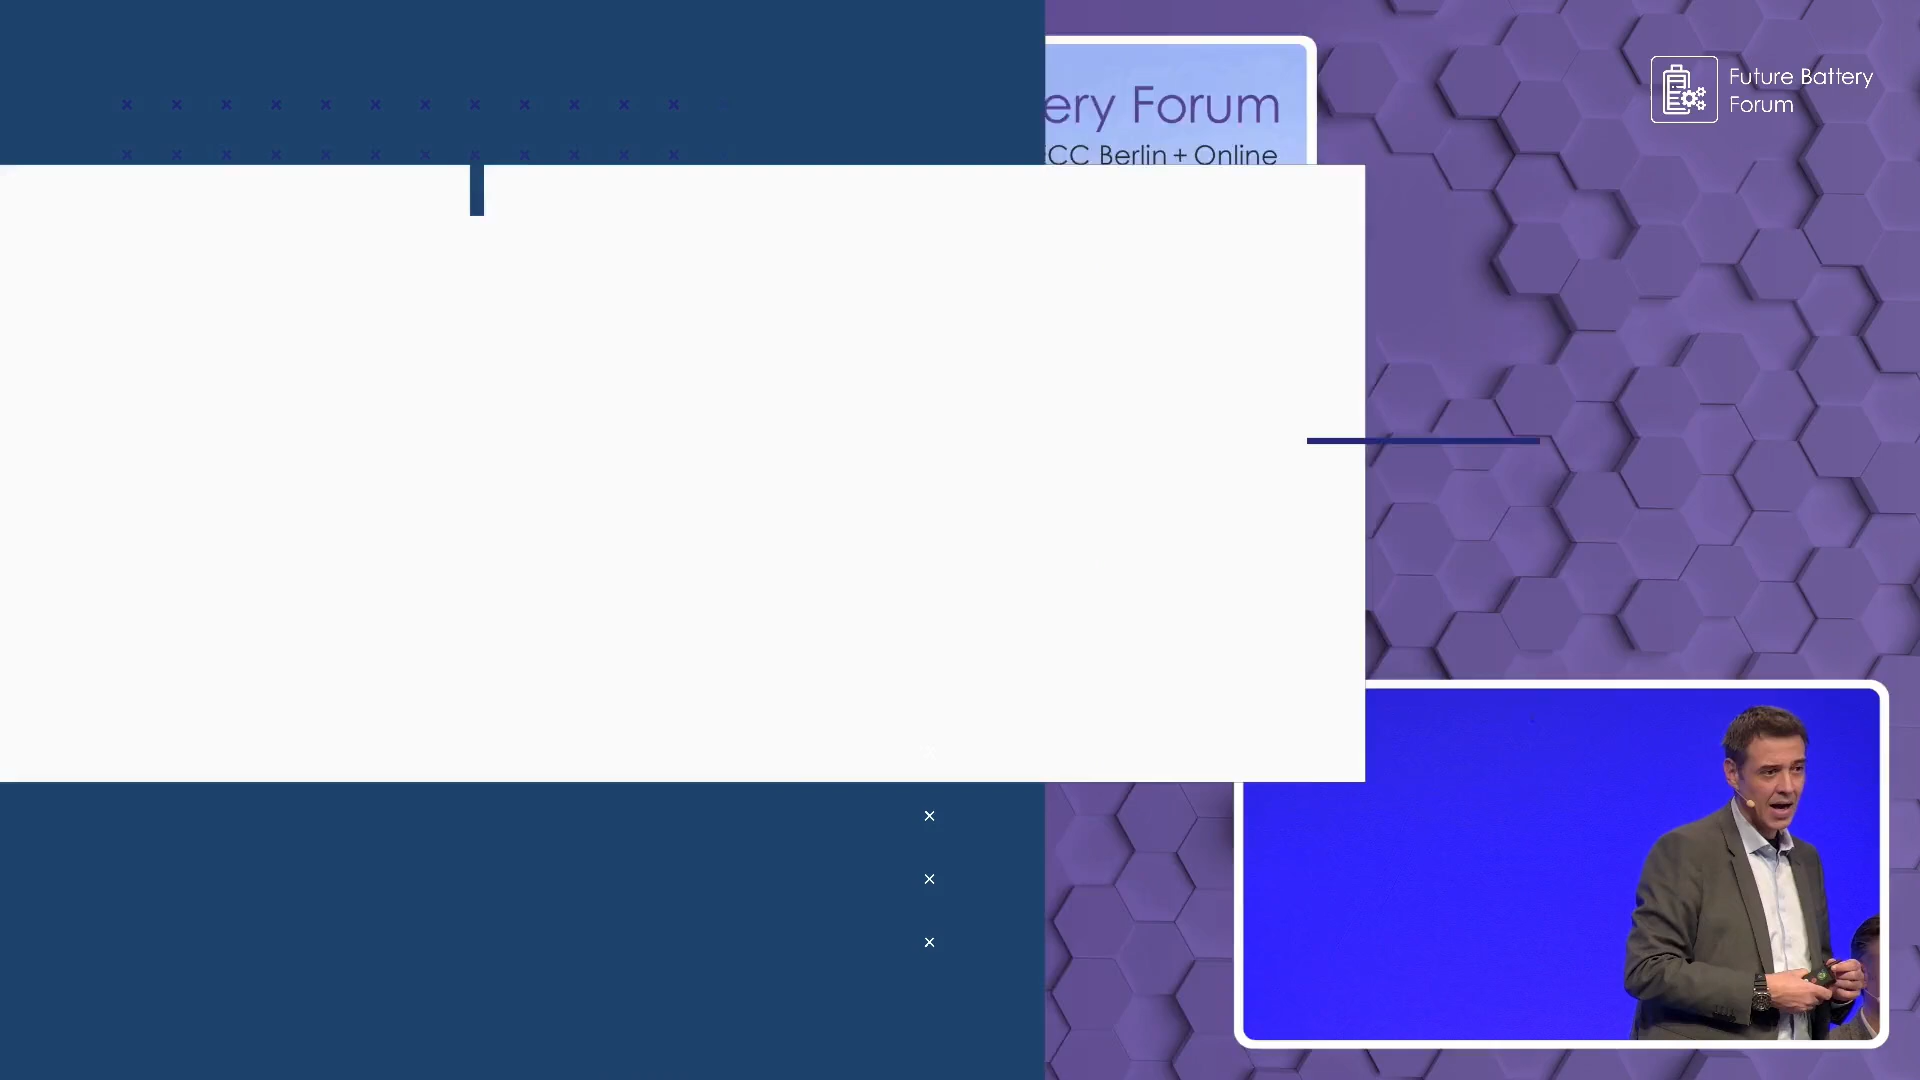 ery Forum
CC Berlin + Online
Future Battery
Forum